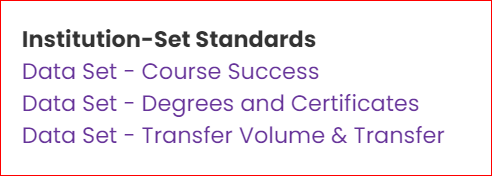 Institution-Set Standards
Data Set - Course Success
Data Set - Degrees and Certificates
Data Set - Transfer Volume & Transfer